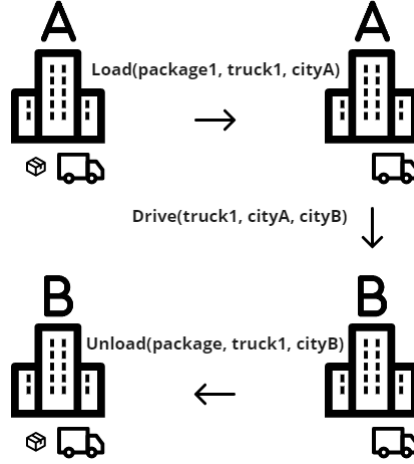 A
A
Load(package1, truck1, cityA)
Drive(truck1, cityA, cityB)
B
B
Unload(package, truck1, cityB)